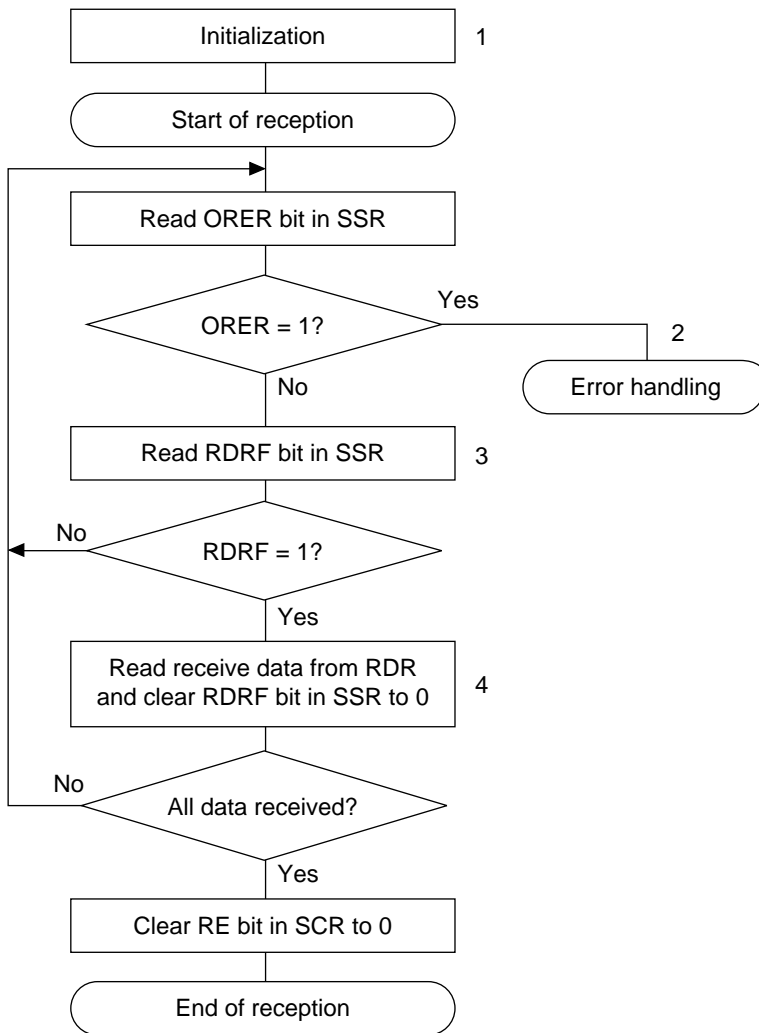 Initialization
1
Start of reception
Read ORER bit in SSR
Yes
ORER = 1?
2
Error handling
No
Read RDRF bit in SSR
3
No
RDRF = 1?
Yes
Read receive data from RDR
and clear RDRF bit in SSR to 0
4
No
All data received?
Yes
Clear RE bit in SCR to 0
End of reception